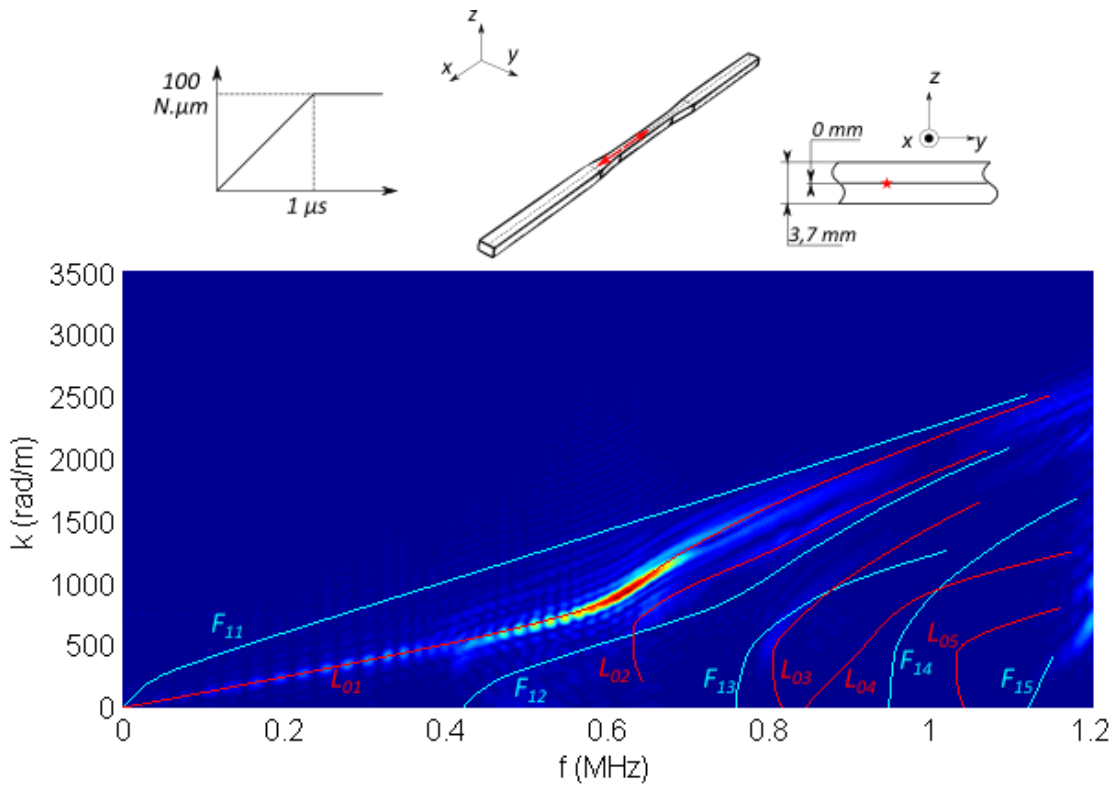 100
N.µm
1 µs
z
x
y
z
0 mm
x
y
3,7 mm
3500
3000
2500
2000
1500
1000
500
0
k (rad/m)
F11
L01
F12
L02
F13
L03
L04
F14
L05
F15
0
0.2
0.4
0.6
0.8
1
1.2
f (MHz)